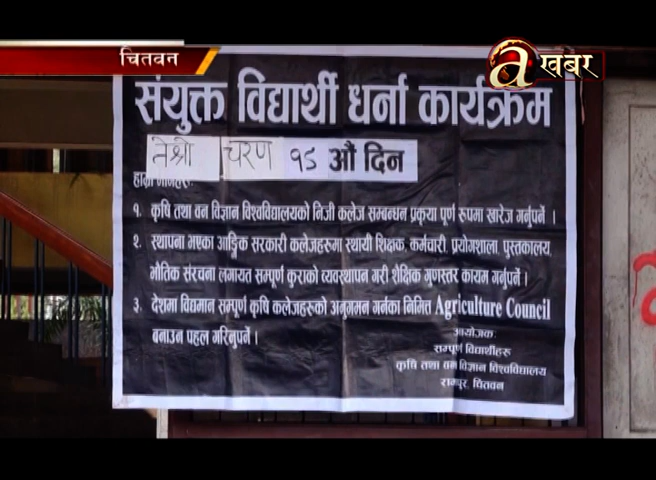 चितवन
a खबर
संयुक्त विद्यार्थी धर्ना कार्यक्रम
तेश्रो चरण १५ औ दिन
हाम्रा मागहरुः
१. कृषि तथा वन विज्ञान विश्वविद्यालयको निजी कलेज सम्बन्धन प्रकृया पूर्ण रुपमा खारेज गर्नुपर्ने ।
२. स्थापना भएका आङ्गिक सरकारी कलेजहरुमा स्थायी शिक्षक, कर्मचारी, प्रयोगशाला, पुस्तकालय,
भौतिक संरचना लगायत सम्पूर्ण कुराको व्यवस्थापन गरी शैक्षिक गुणस्तर कायम गर्नुपर्ने ।
३. देशमा विद्यमान सम्पूर्ण कृषि कलेजहरुको अनुगमन गर्नका निमित्त Agriculture Council
बनाउन पहल गरिनुपर्ने ।
आयोजक:
सम्पूर्ण विद्यार्थीहरु
कृषि तथा वन विज्ञान विश्वविद्यालय
रामपुर, चितवन